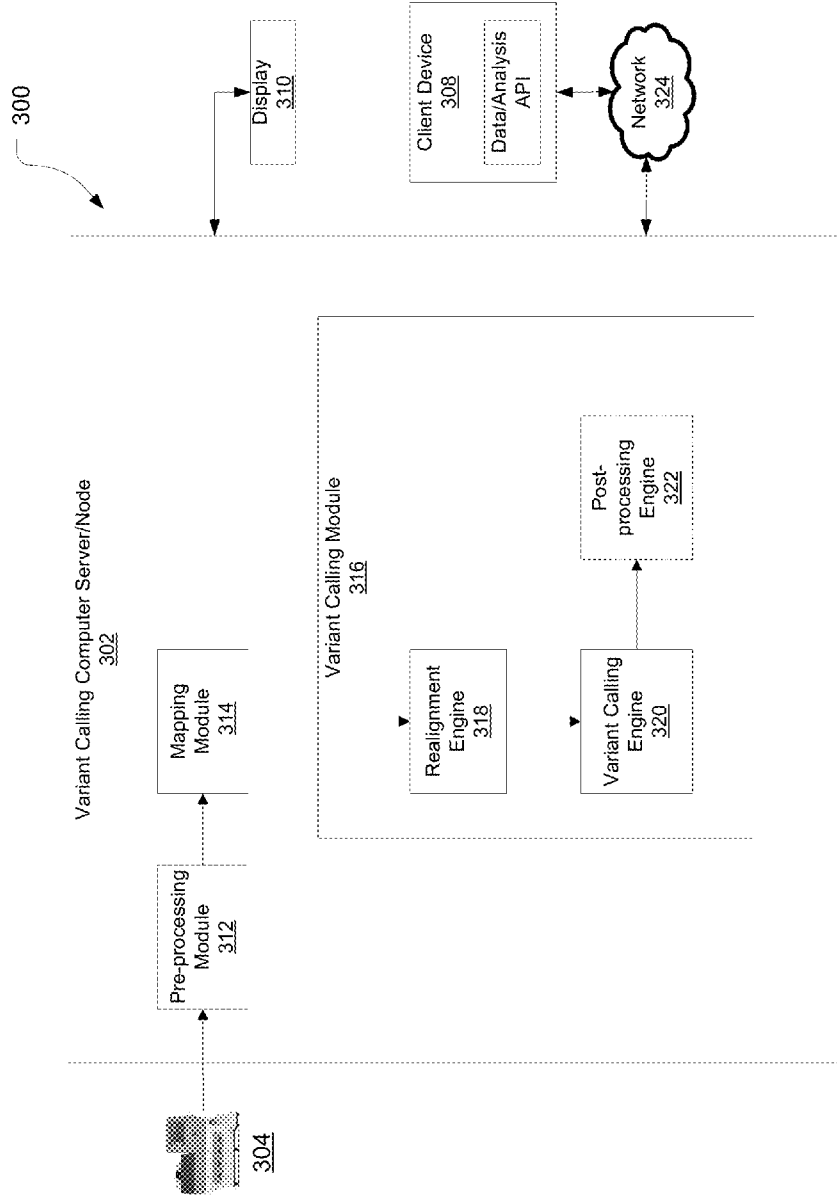 300
Variant Calling Computer Server/Node
302
304
Pre-processing
Module
312
Mapping
Module
314
Display
310
Variant Calling Module
316
Realignment
Engine
318
Variant Calling
Engine
320
Post-
processing
Engine
322
Client Device
308
Data/Analysis
API
Network
324